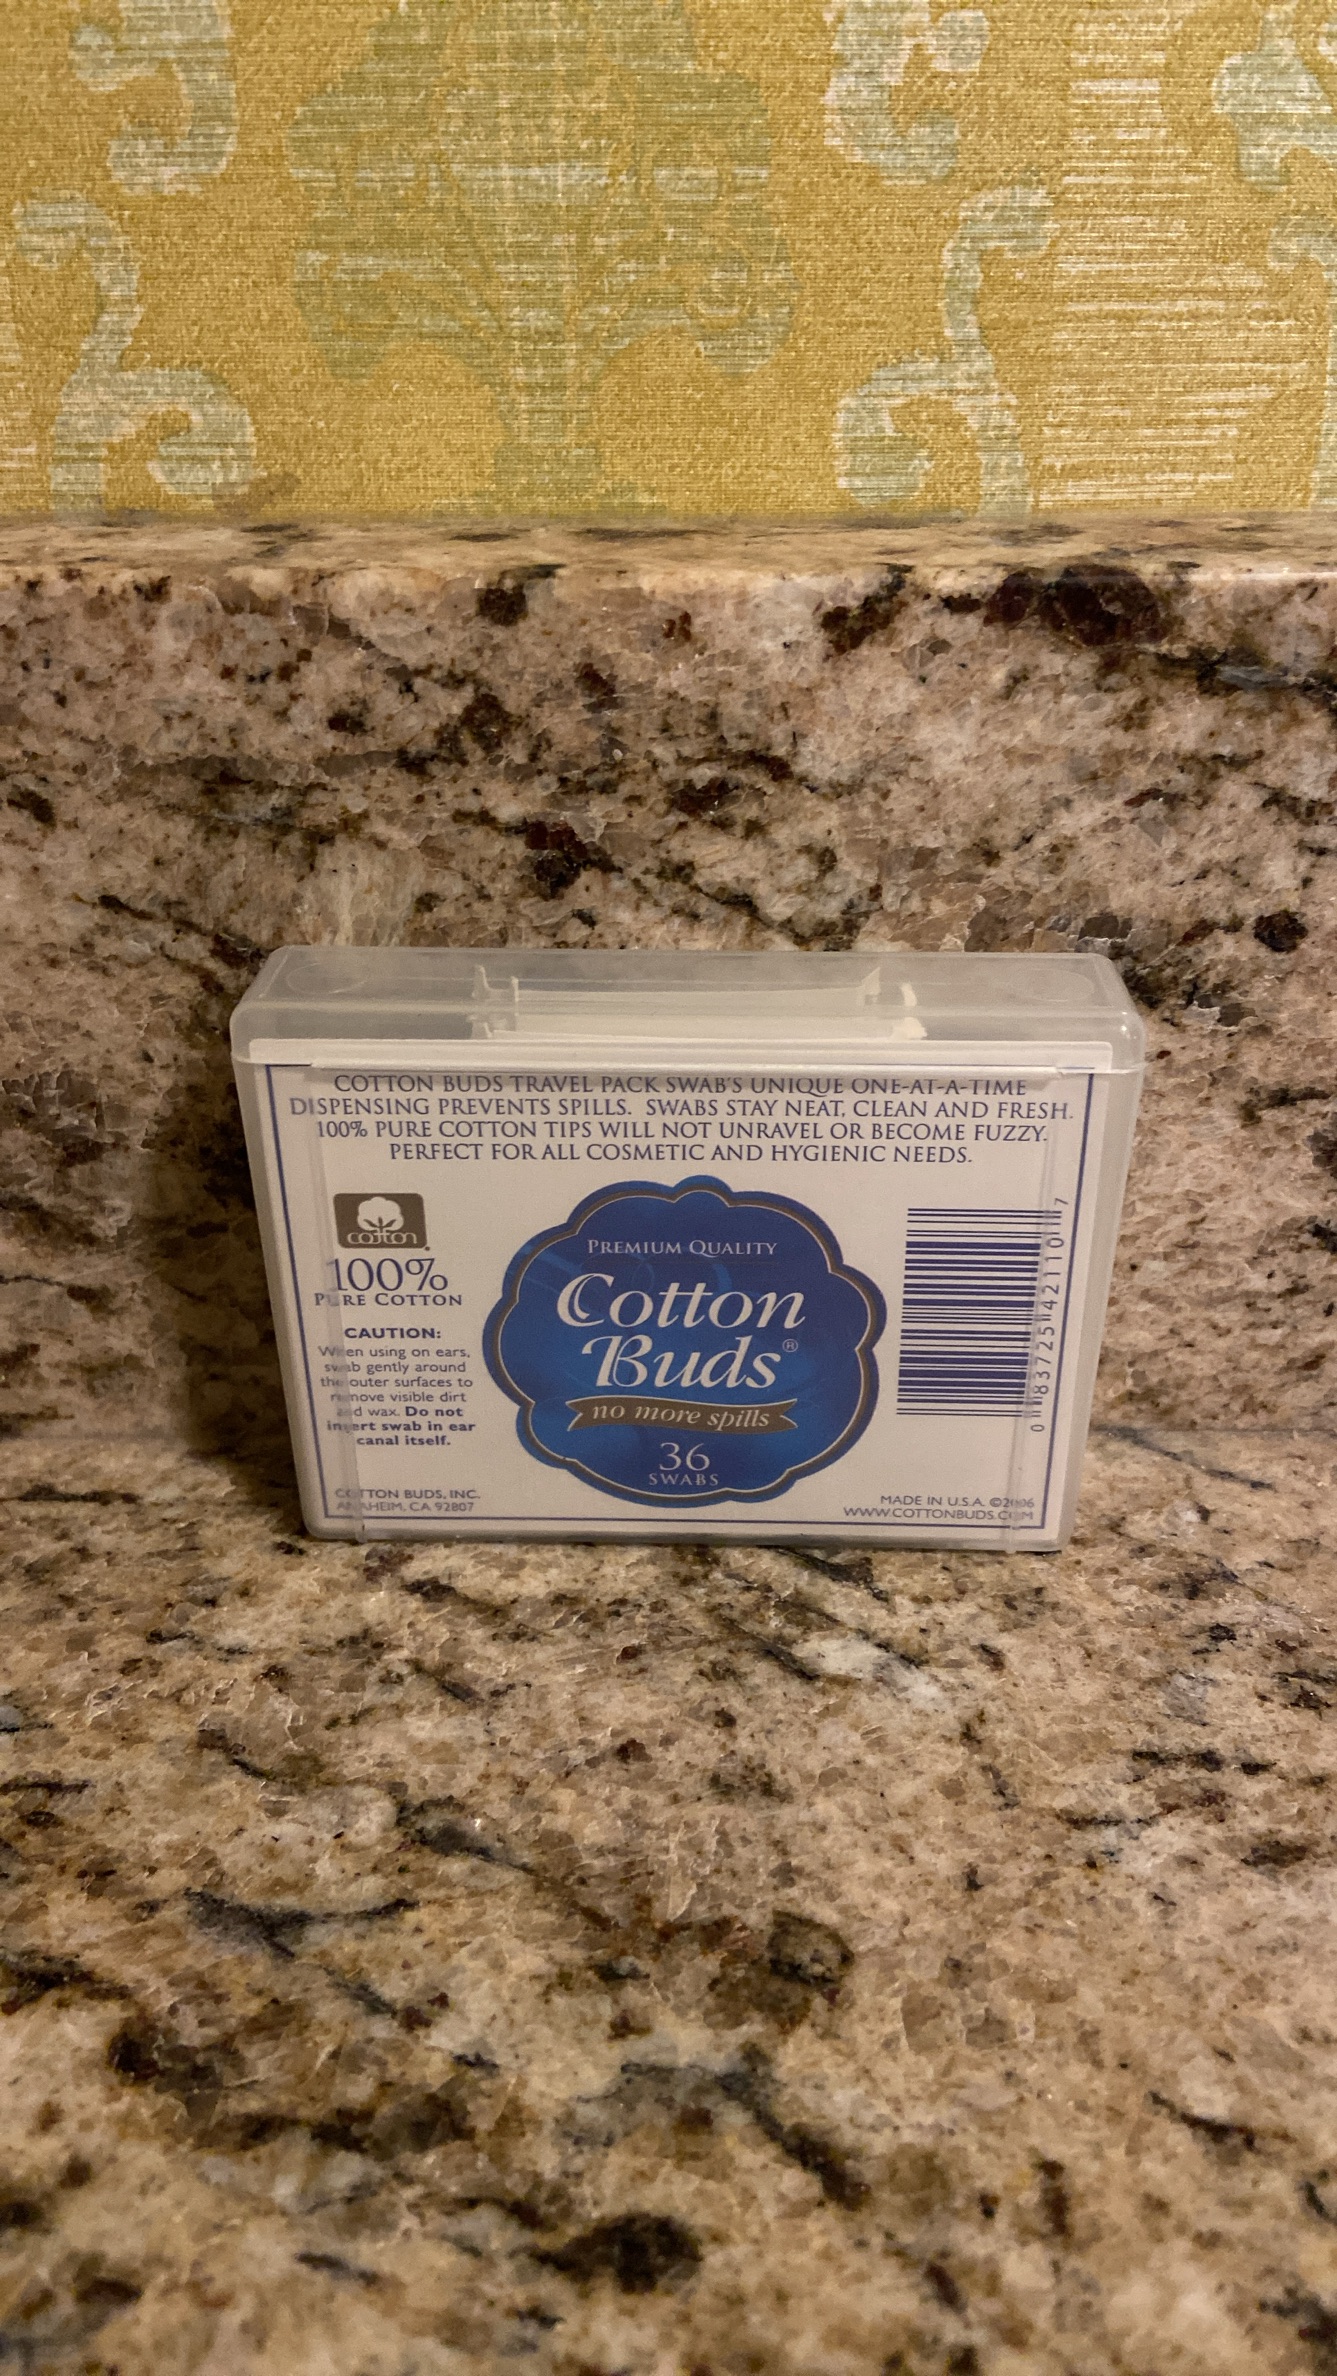 COTTON BUDS TRAVEL PACK SWAB'S UNIQUE ONE-AT-A-TIME
DISPENSING PREVENTS SPILLS. SWABS STAY NEAT, CLEAN AND FRESH.
100% PURE COTTON TIPS WILL NOT UNRAVEL OR BECOME FUZZY.
PERFECT FOR ALL COSMETIC AND HYGIENIC NEEDS.
cotton
100%
PURE COTTON
CAUTION:
When using on ears,
swab gently around
the outer surfaces to
remove visible dirt
and wax. Do not
insert swab in ear
canal itself.
COTTON BUDS, INC.
ANAHEIM, CA 92807
PREMIUM QUALITY
Cotton
Buds®
no more spills
36
SWABS
0 83725 42110 7
MADE IN U.S.A. ©2006
WWW.COTTONBUDS.COM